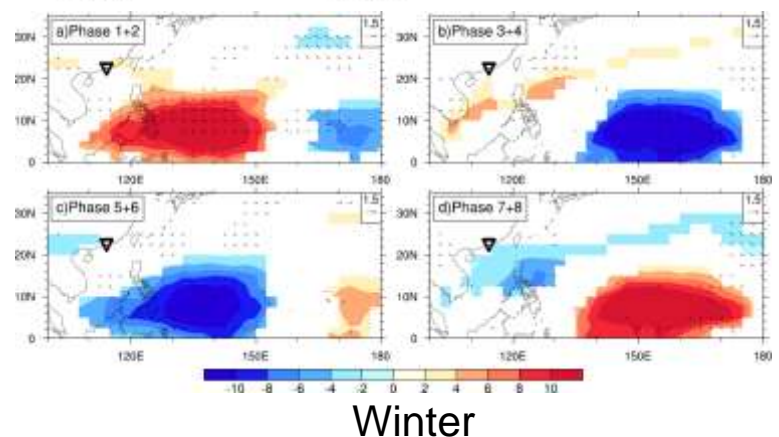 a)Phase 1+2
1.5
b)Phase 3+4
1.5
30N
20N
10N
0
120E
150E
180
30N
20N
10N
0
120E
150E
180
c)Phase 5+6
1.5
d)Phase 7+8
1.5
30N
20N
10N
0
120E
150E
180
30N
20N
10N
0
120E
150E
180
-10 -8 -6 -4 -2 0 2 4 6 8 10
Winter